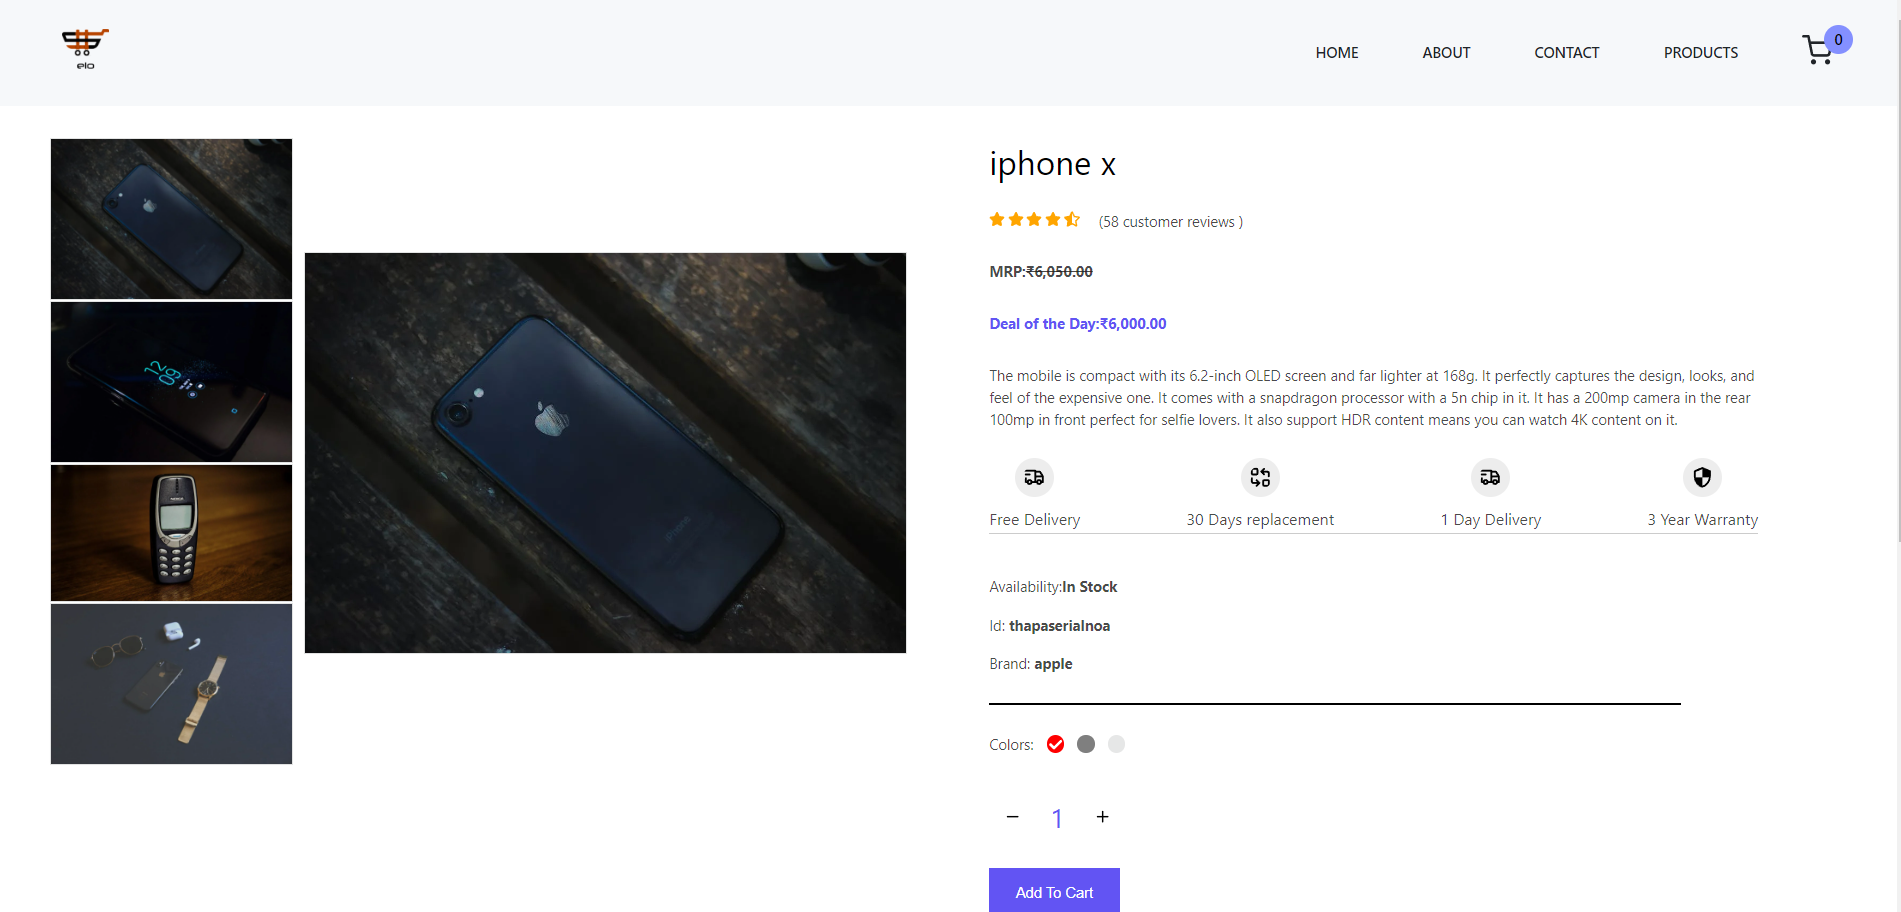 elo
HOME
ABOUT
CONTACT
PRODUCTS
0
12
09
NOKIA
iPhone
iphone x
(58 customer reviews )
MRP:₹6,050.00
Deal of the Day:₹6,000.00
The mobile is compact with its 6.2-inch OLED screen and far lighter at 168g. It perfectly captures the design, looks, and
feel of the expensive one. It comes with a snapdragon processor with a 5n chip in it. It has a 200mp camera in the rear
100mp in front perfect for selfie lovers. It also support HDR content means you can watch 4K content on it.
Free Delivery
30 Days replacement
1 Day Delivery
3 Year Warranty
Availability:In Stock
Id: thapaserialnoa
Brand: apple
Colors:
− 1 +
Add To Cart